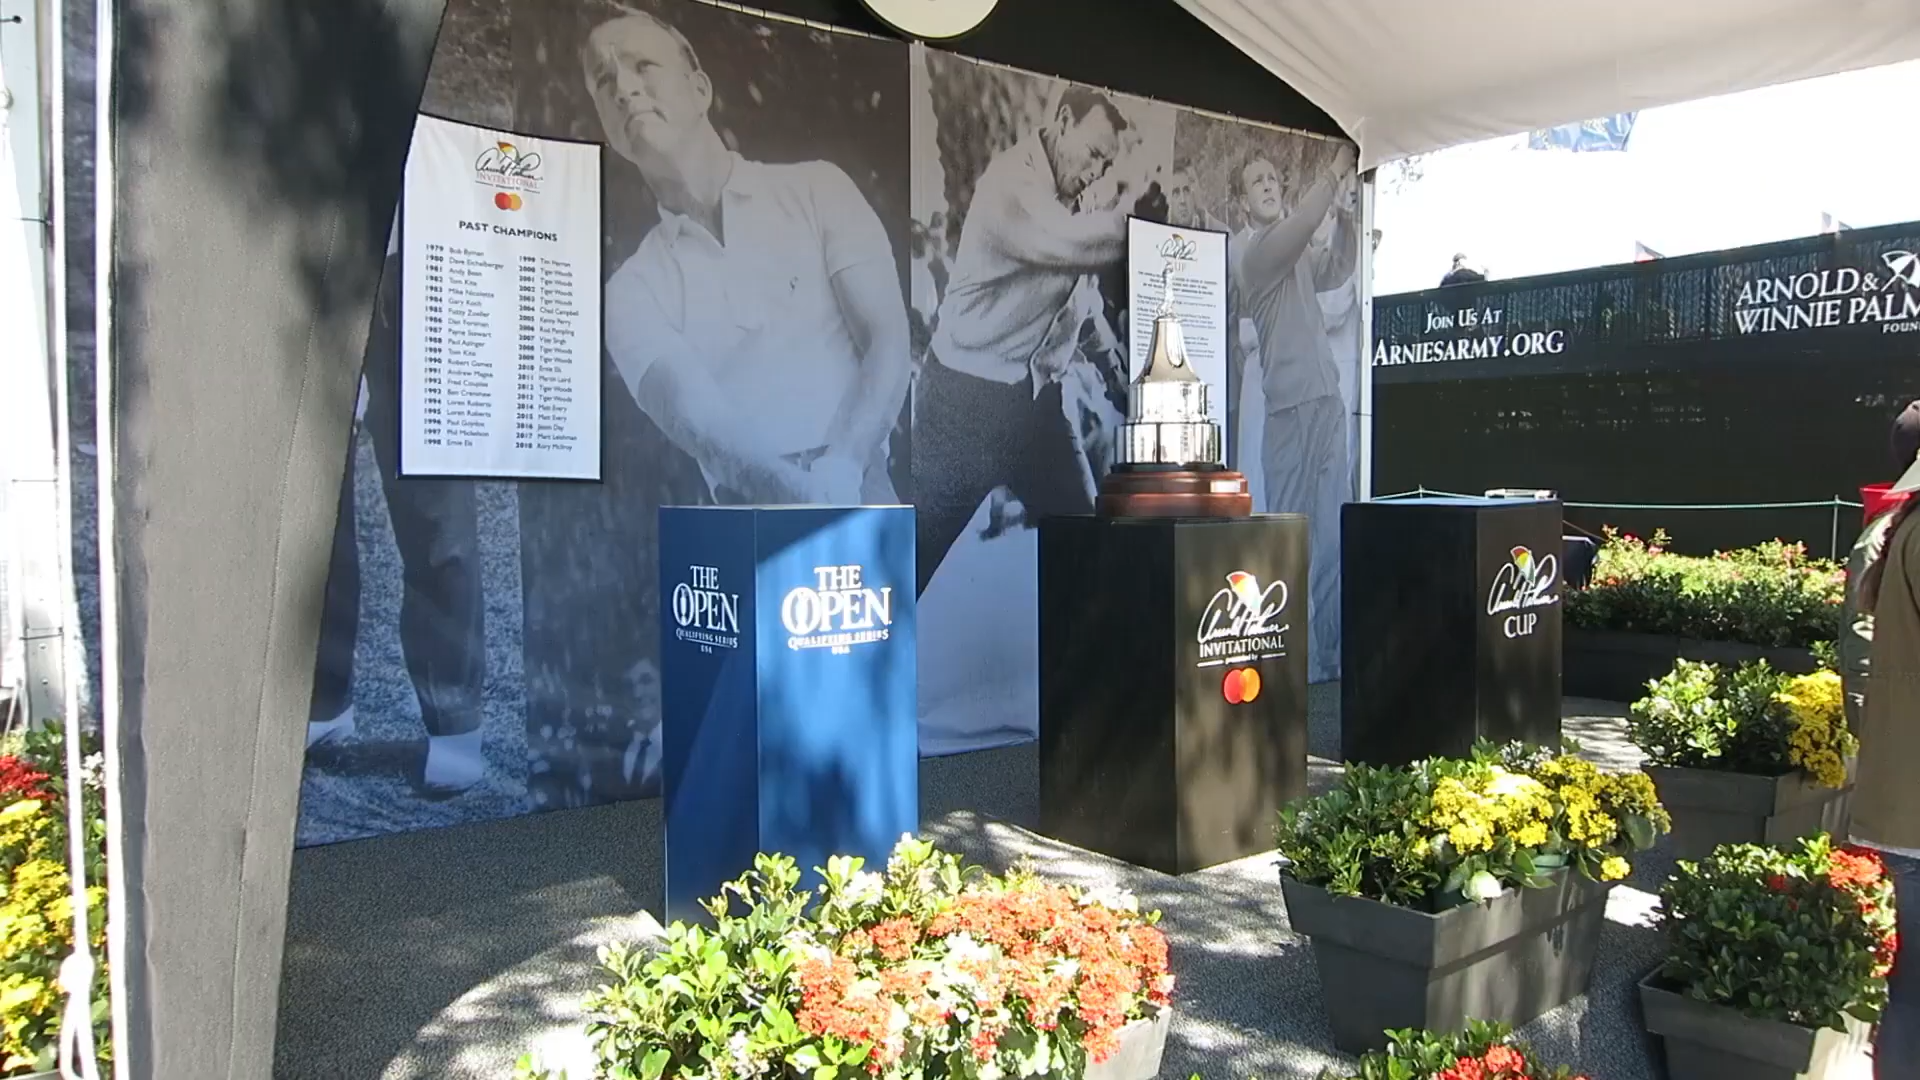 Arnold Palmer
INVITATIONAL
presented by
PAST CHAMPIONS
1979 Bob Byman
1980 Dave Eichelberger
1981 Andy Bean
1982 Tom Kite
1983 Mike Nicolette
1984 Gary Koch
1985 Fuzzy Zoeller
1986 Dan Forsman
1987 Payne Stewart
1988 Paul Azinger
1989 Tom Kite
1990 Robert Gamez
1991 Andrew Magee
1992 Fred Couples
1993 Ben Crenshaw
1994 Loren Roberts
1995 Loren Roberts
1996 Paul Goydos
1997 Phil Mickelson
1998 Ernie Els
1999 Tim Herron
2000 Tiger Woods
2001 Tiger Woods
2002 Tiger Woods
2003 Tiger Woods
2004 Chad Campbell
2005 Kenny Perry
2006 Rod Pampling
2007 Vijay Singh
2008 Tiger Woods
2009 Tiger Woods
2010 Ernie Els
2011 Martin Laird
2012 Tiger Woods
2013 Tiger Woods
2014 Matt Every
2015 Matt Every
2016 Jason Day
2017 Marc Leishman
2018 Rory McIlroy
CUP
JOIN US AT
ARNIESARMY.ORG
ARNOLD &
WINNIE PALM
FOUN
THE
OPEN
QUALIFYING SERIES
USA
THE
OPEN
QUALIFYING SERIES
USA
Arnold Palmer
INVITATIONAL
presented by
Arnold Palmer
CUP